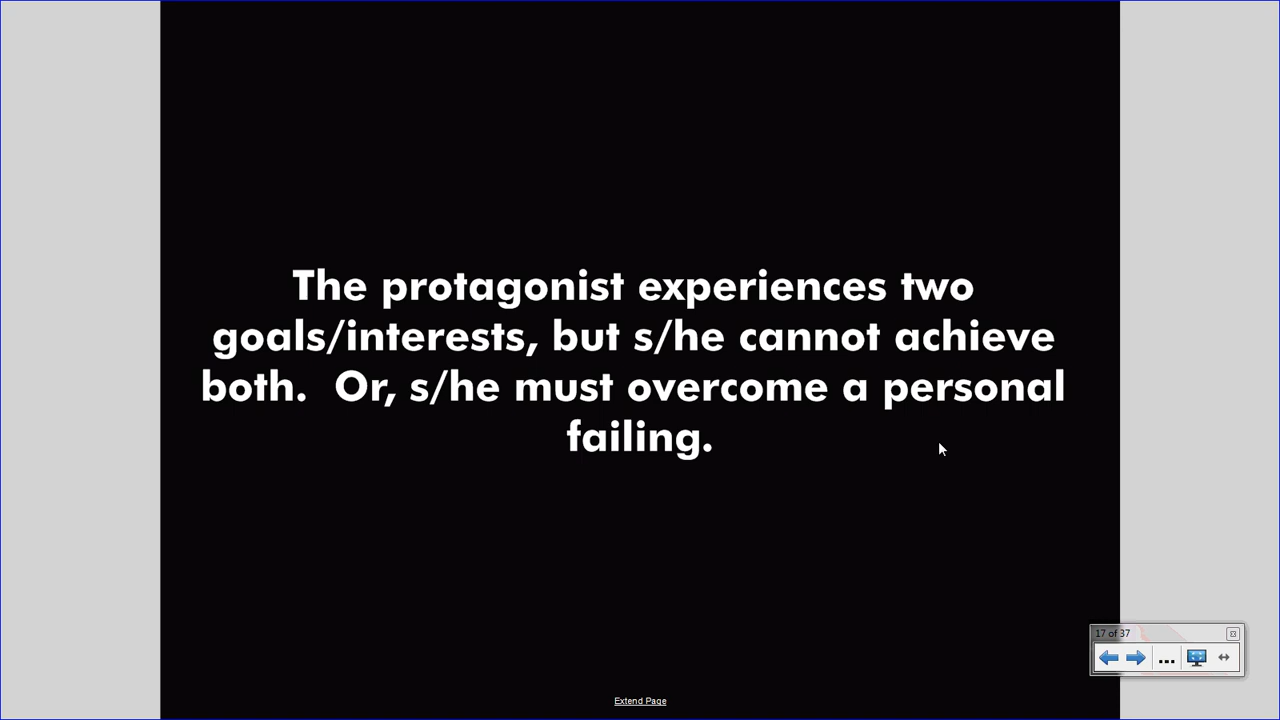 The protagonist experiences two
goals/interests, but s/he cannot achieve
both.  Or, s/he must overcome a personal
failing.
17 of 37
...
Extend Page